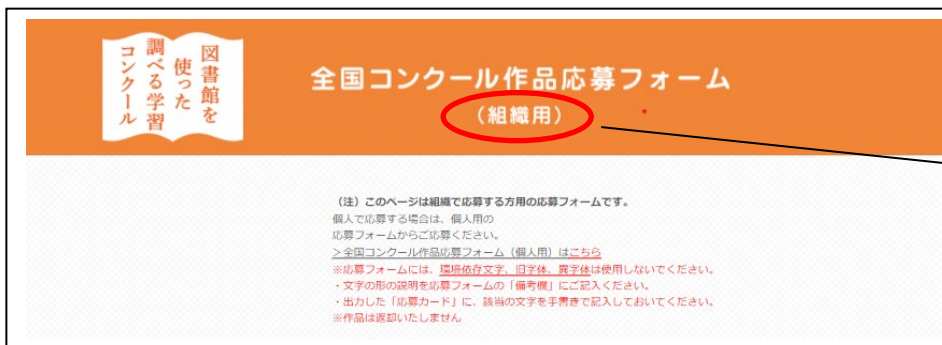 図書館を
使った
調べる学習
コンクール
全国コンクール作品応募フォーム
（組織用）
（注）このページは組織で応募する方用の応募フォームです。
個人で応募する場合は、個人用の
応募フォームからご応募ください。
＞全国コンクール作品応募フォーム（個人用）はこちら
※応募フォームには、環境依存文字、旧字体、異字体は使用しないでください。
・文字の形の説明を応募フォームの「備考欄」にご記入ください。
・出力した「応募カード」に、該当の文字を手書きで記入しておいてください。
※作品は返却いたしません